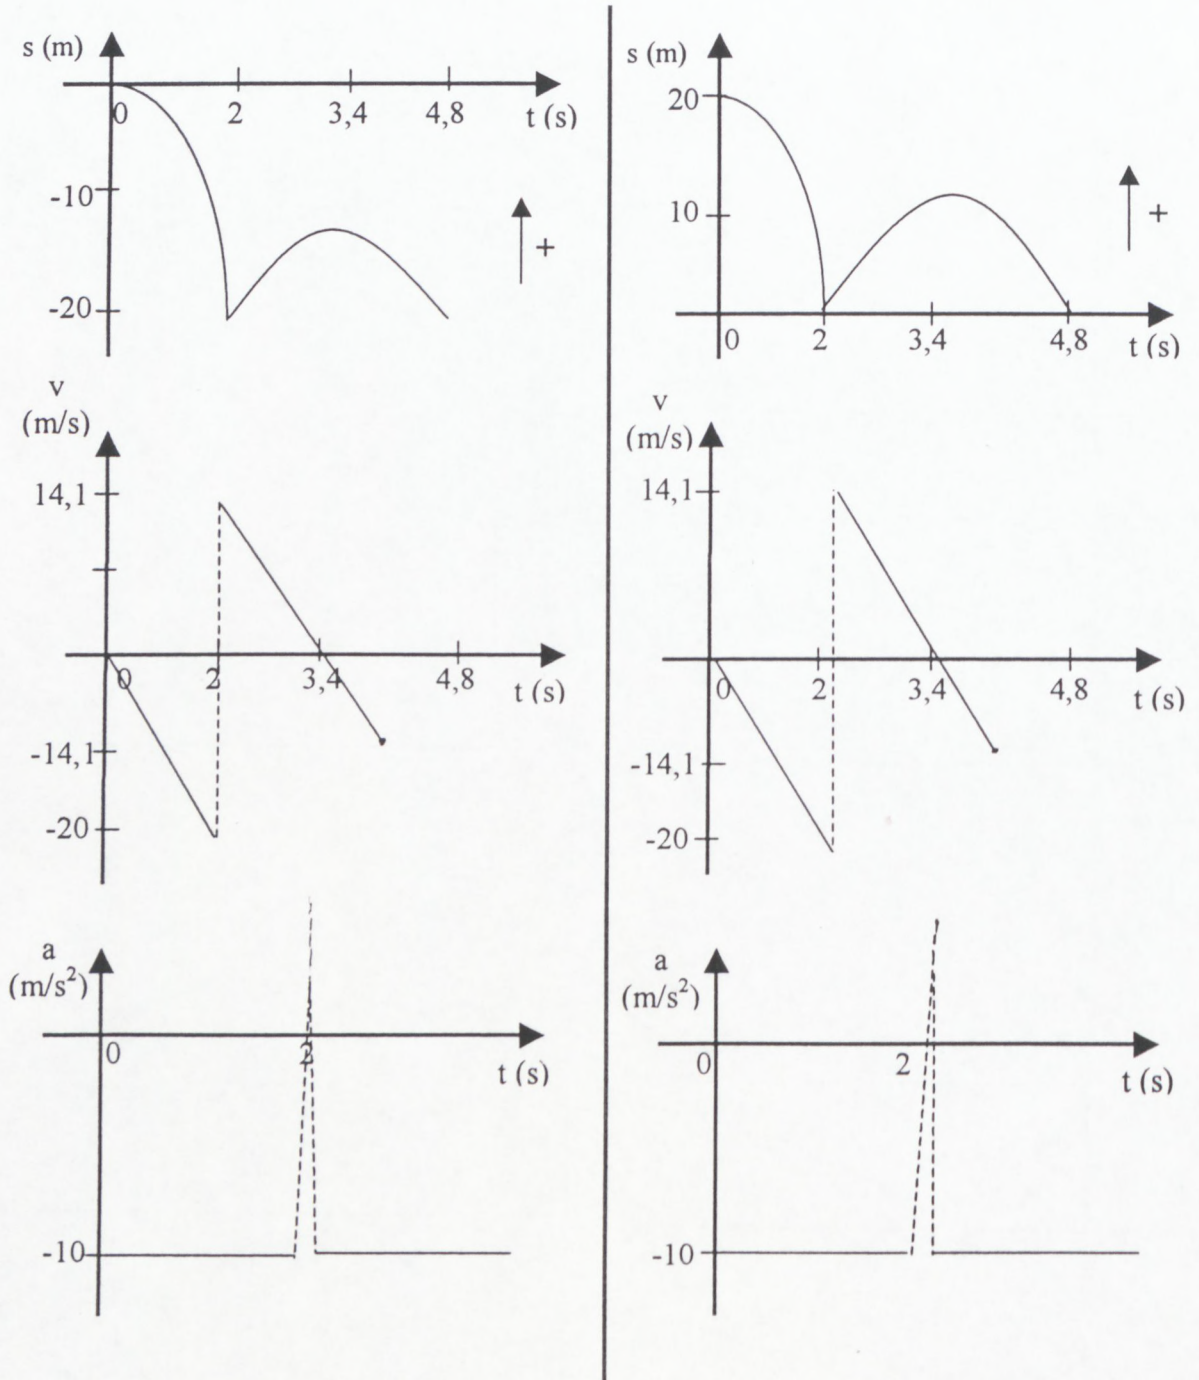 s (m)
0 2 3,4 4,8 t (s)
-10
+
-20
v
(m/s)
14,1
0 2 3,4 4,8 t (s)
-14,1
-20
a
(m/s²)
0 2 t (s)
-10
s (m)
20
10
+
0 2 3,4 4,8 t (s)
v
(m/s)
14,1
0 2 3,4 4,8 t (s)
-14,1
-20
a
(m/s²)
0 2 t (s)
-10